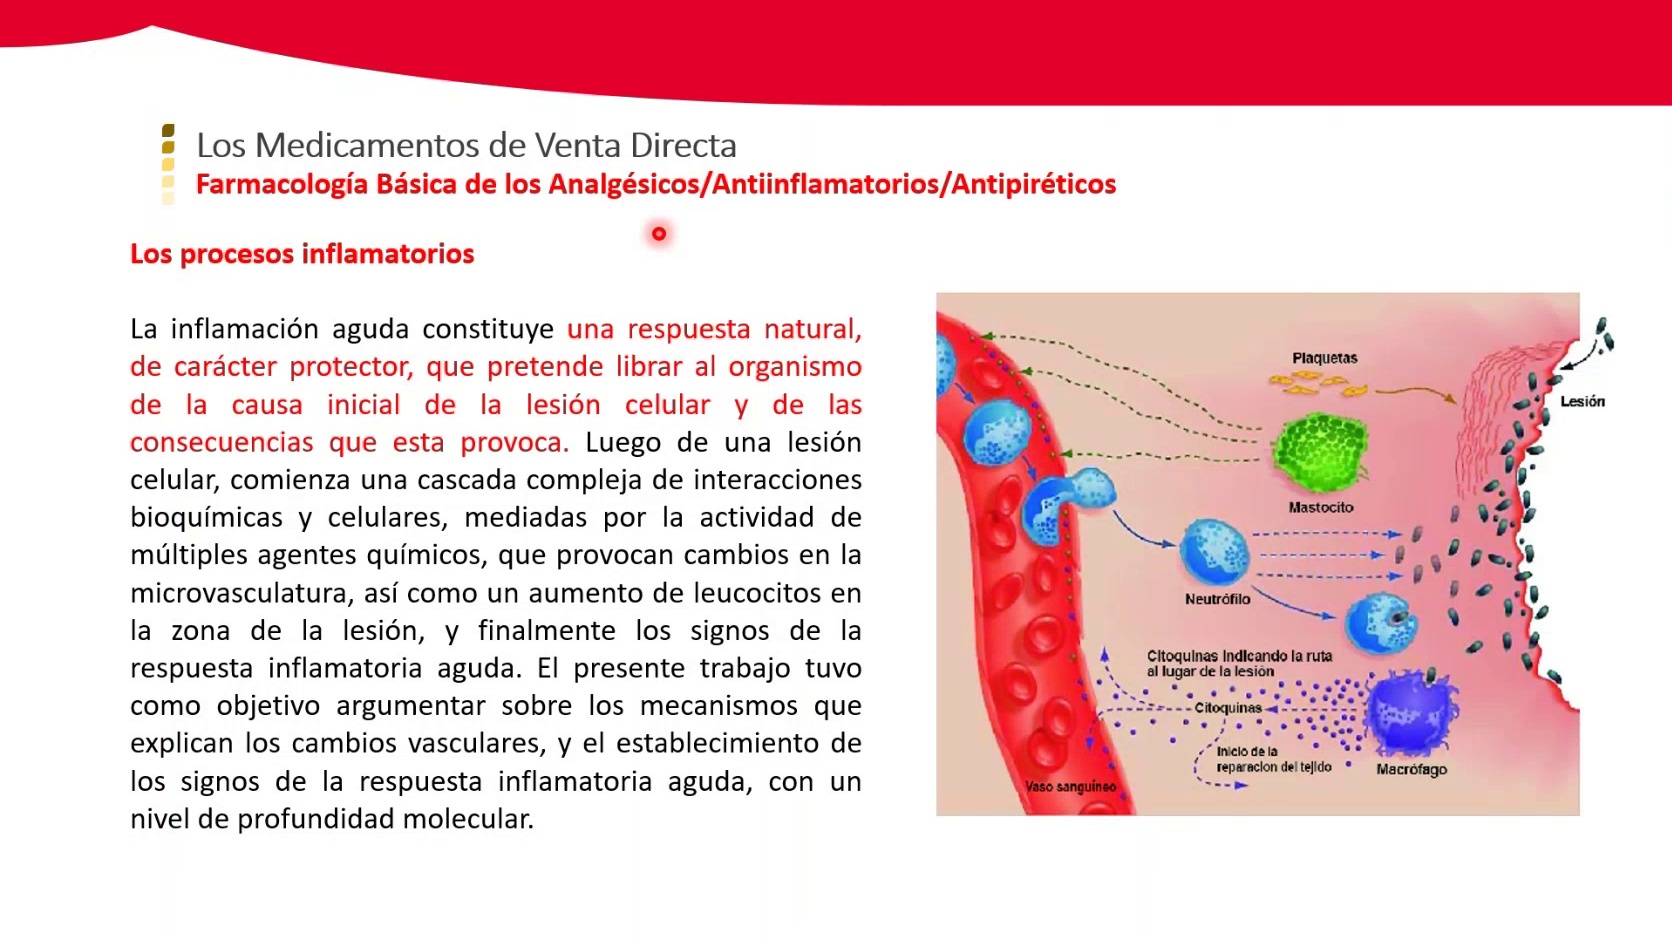 Los Medicamentos de Venta Directa
Farmacología Básica de los Analgésicos/Antiinflamatorios/Antipiréticos
Los procesos inflamatorios
La inflamación aguda constituye una respuesta natural,
de carácter protector, que pretende librar al organismo
de la causa inicial de la lesión celular y de las
consecuencias que esta provoca. Luego de una lesión
celular, comienza una cascada compleja de interacciones
bioquímicas y celulares, mediadas por la actividad de
múltiples agentes químicos, que provocan cambios en la
microvasculatura, así como un aumento de leucocitos en
la zona de la lesión, y finalmente los signos de la
respuesta inflamatoria aguda. El presente trabajo tuvo
como objetivo argumentar sobre los mecanismos que
explican los cambios vasculares, y el establecimiento de
los signos de la respuesta inflamatoria aguda, con un
nivel de profundidad molecular.
Plaquetas
Lesión
Mastocito
Neutrófilo
Citoquinas indicando la ruta
al lugar de la lesión
Citoquinas
Inicio de la
reparacion del tejido
Macrófago
Vaso sanguíneo